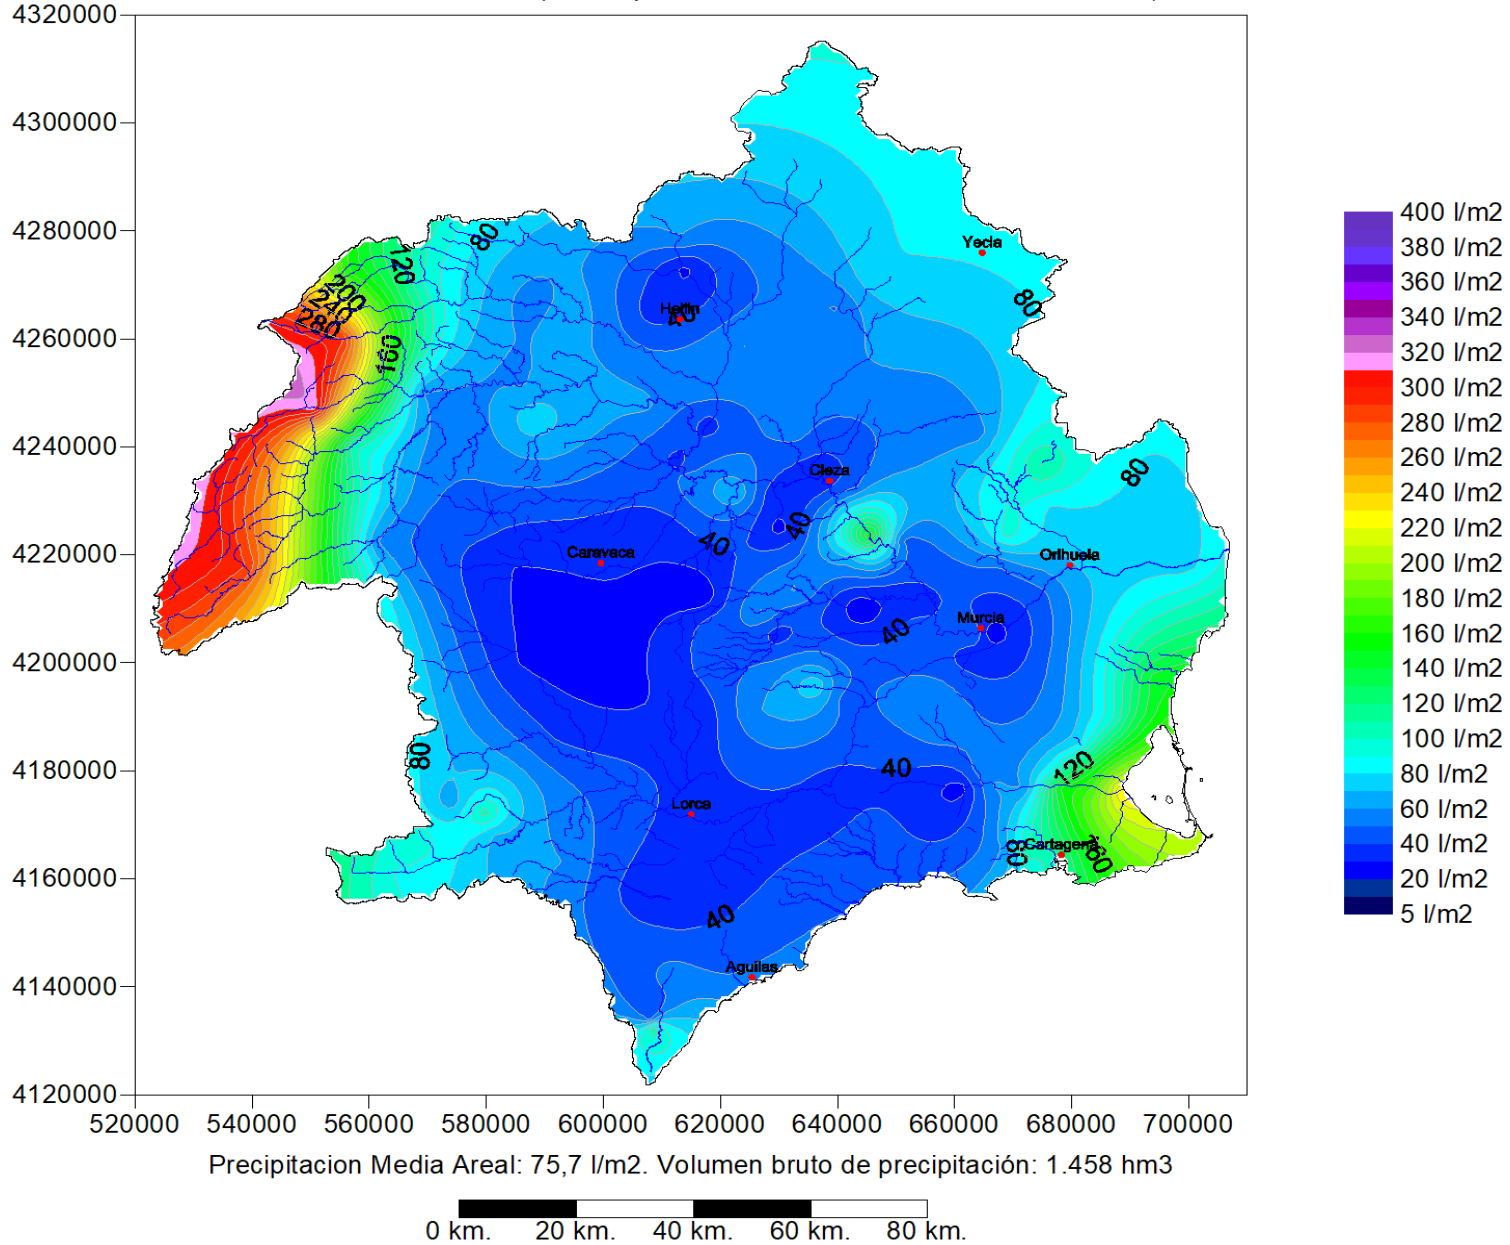 4320000
4300000
4280000
4260000
4240000
4220000
4200000
4180000
4160000
4140000
4120000
520000 540000 560000 580000 600000 620000 640000 660000 680000 700000
80
120
200
240
280
160
Yecla
80
Hellin
40
Cieza
80
40
40
Caravaca
Orihuela
Murcia
40
80
120
40
Lorca
80
Cartagena
160
40
Aguilas
400 l/m2
380 l/m2
360 l/m2
340 l/m2
320 l/m2
300 l/m2
280 l/m2
260 l/m2
240 l/m2
220 l/m2
200 l/m2
180 l/m2
160 l/m2
140 l/m2
120 l/m2
100 l/m2
80 l/m2
60 l/m2
40 l/m2
20 l/m2
5 l/m2
Precipitacion Media Areal: 75,7 l/m2. Volumen bruto de precipitación: 1.458 hm3
0 km. 20 km. 40 km. 60 km. 80 km.